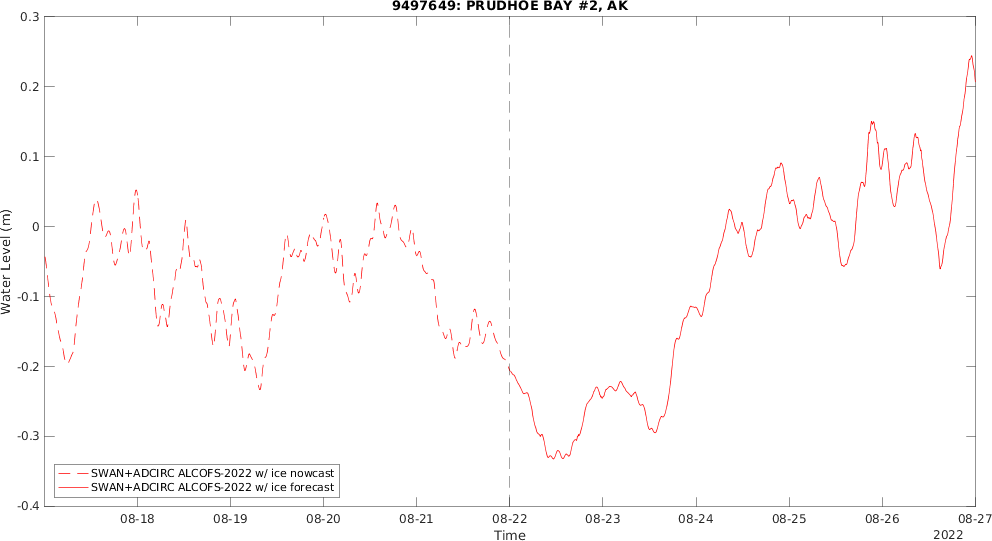 9497649: PRUDHOE BAY #2, AK
0.3
0.2
0.1
0
-0.1
-0.2
-0.3
-0.4
Water Level (m)
SWAN+ADCIRC ALCOFS-2022 w/ ice nowcast
SWAN+ADCIRC ALCOFS-2022 w/ ice forecast
08-18 08-19 08-20 08-21 08-22 08-23 08-24 08-25 08-26 08-27
Time
2022